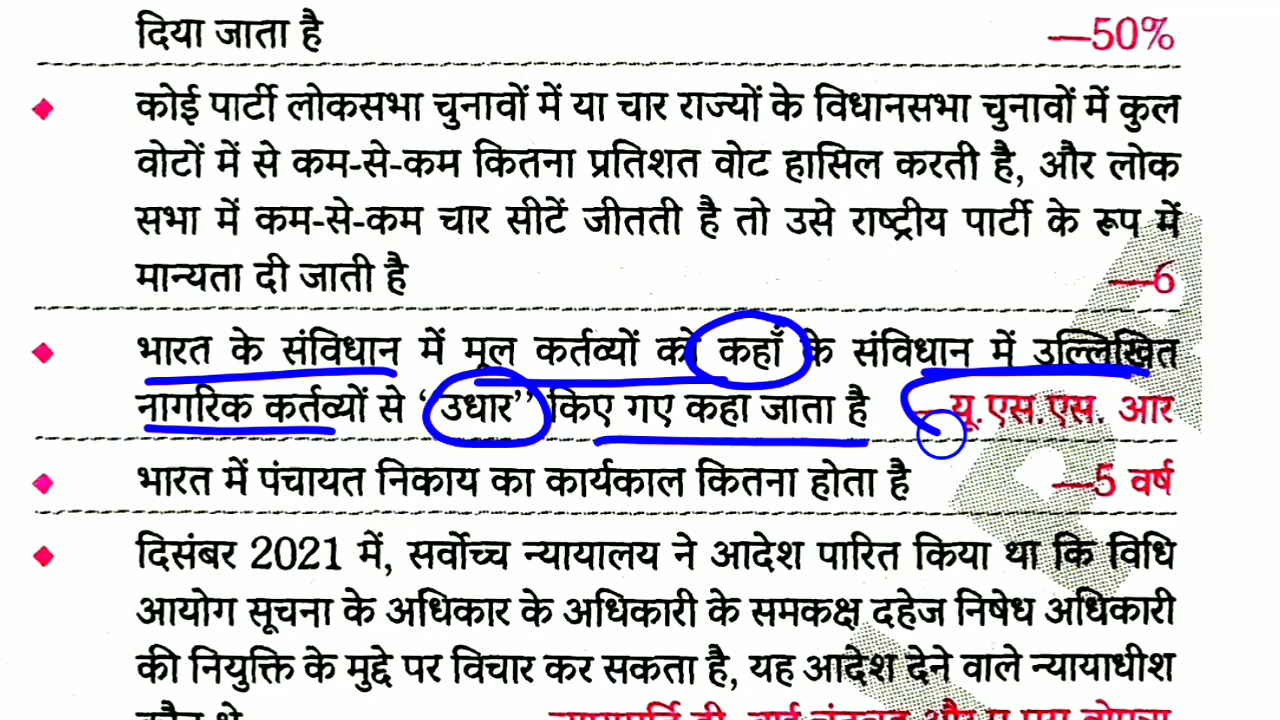 दिया जाता है —50%
कोई पार्टी लोकसभा चुनावों में या चार राज्यों के विधानसभा चुनावों में कुल
वोटों में से कम-से-कम कितना प्रतिशत वोट हासिल करती है, और लोक
सभा में कम-से-कम चार सीटें जीतती है तो उसे राष्ट्रीय पार्टी के रूप में
मान्यता दी जाती है —6
भारत के संविधान में मूल कर्तव्यों को कहाँ के संविधान में उल्लिखित
नागरिक कर्तव्यों से ‘‘उधार’’ किए गए कहा जाता है —यू.एस.एस. आर
भारत में पंचायत निकाय का कार्यकाल कितना होता है —5 वर्ष
दिसंबर 2021 में, सर्वोच्च न्यायालय ने आदेश पारित किया था कि विधि
आयोग सूचना के अधिकार के अधिकारी के समकक्ष दहेज निषेध अधिकारी
की नियुक्ति के मुद्दे पर विचार कर सकता है, यह आदेश देने वाले न्यायाधीश